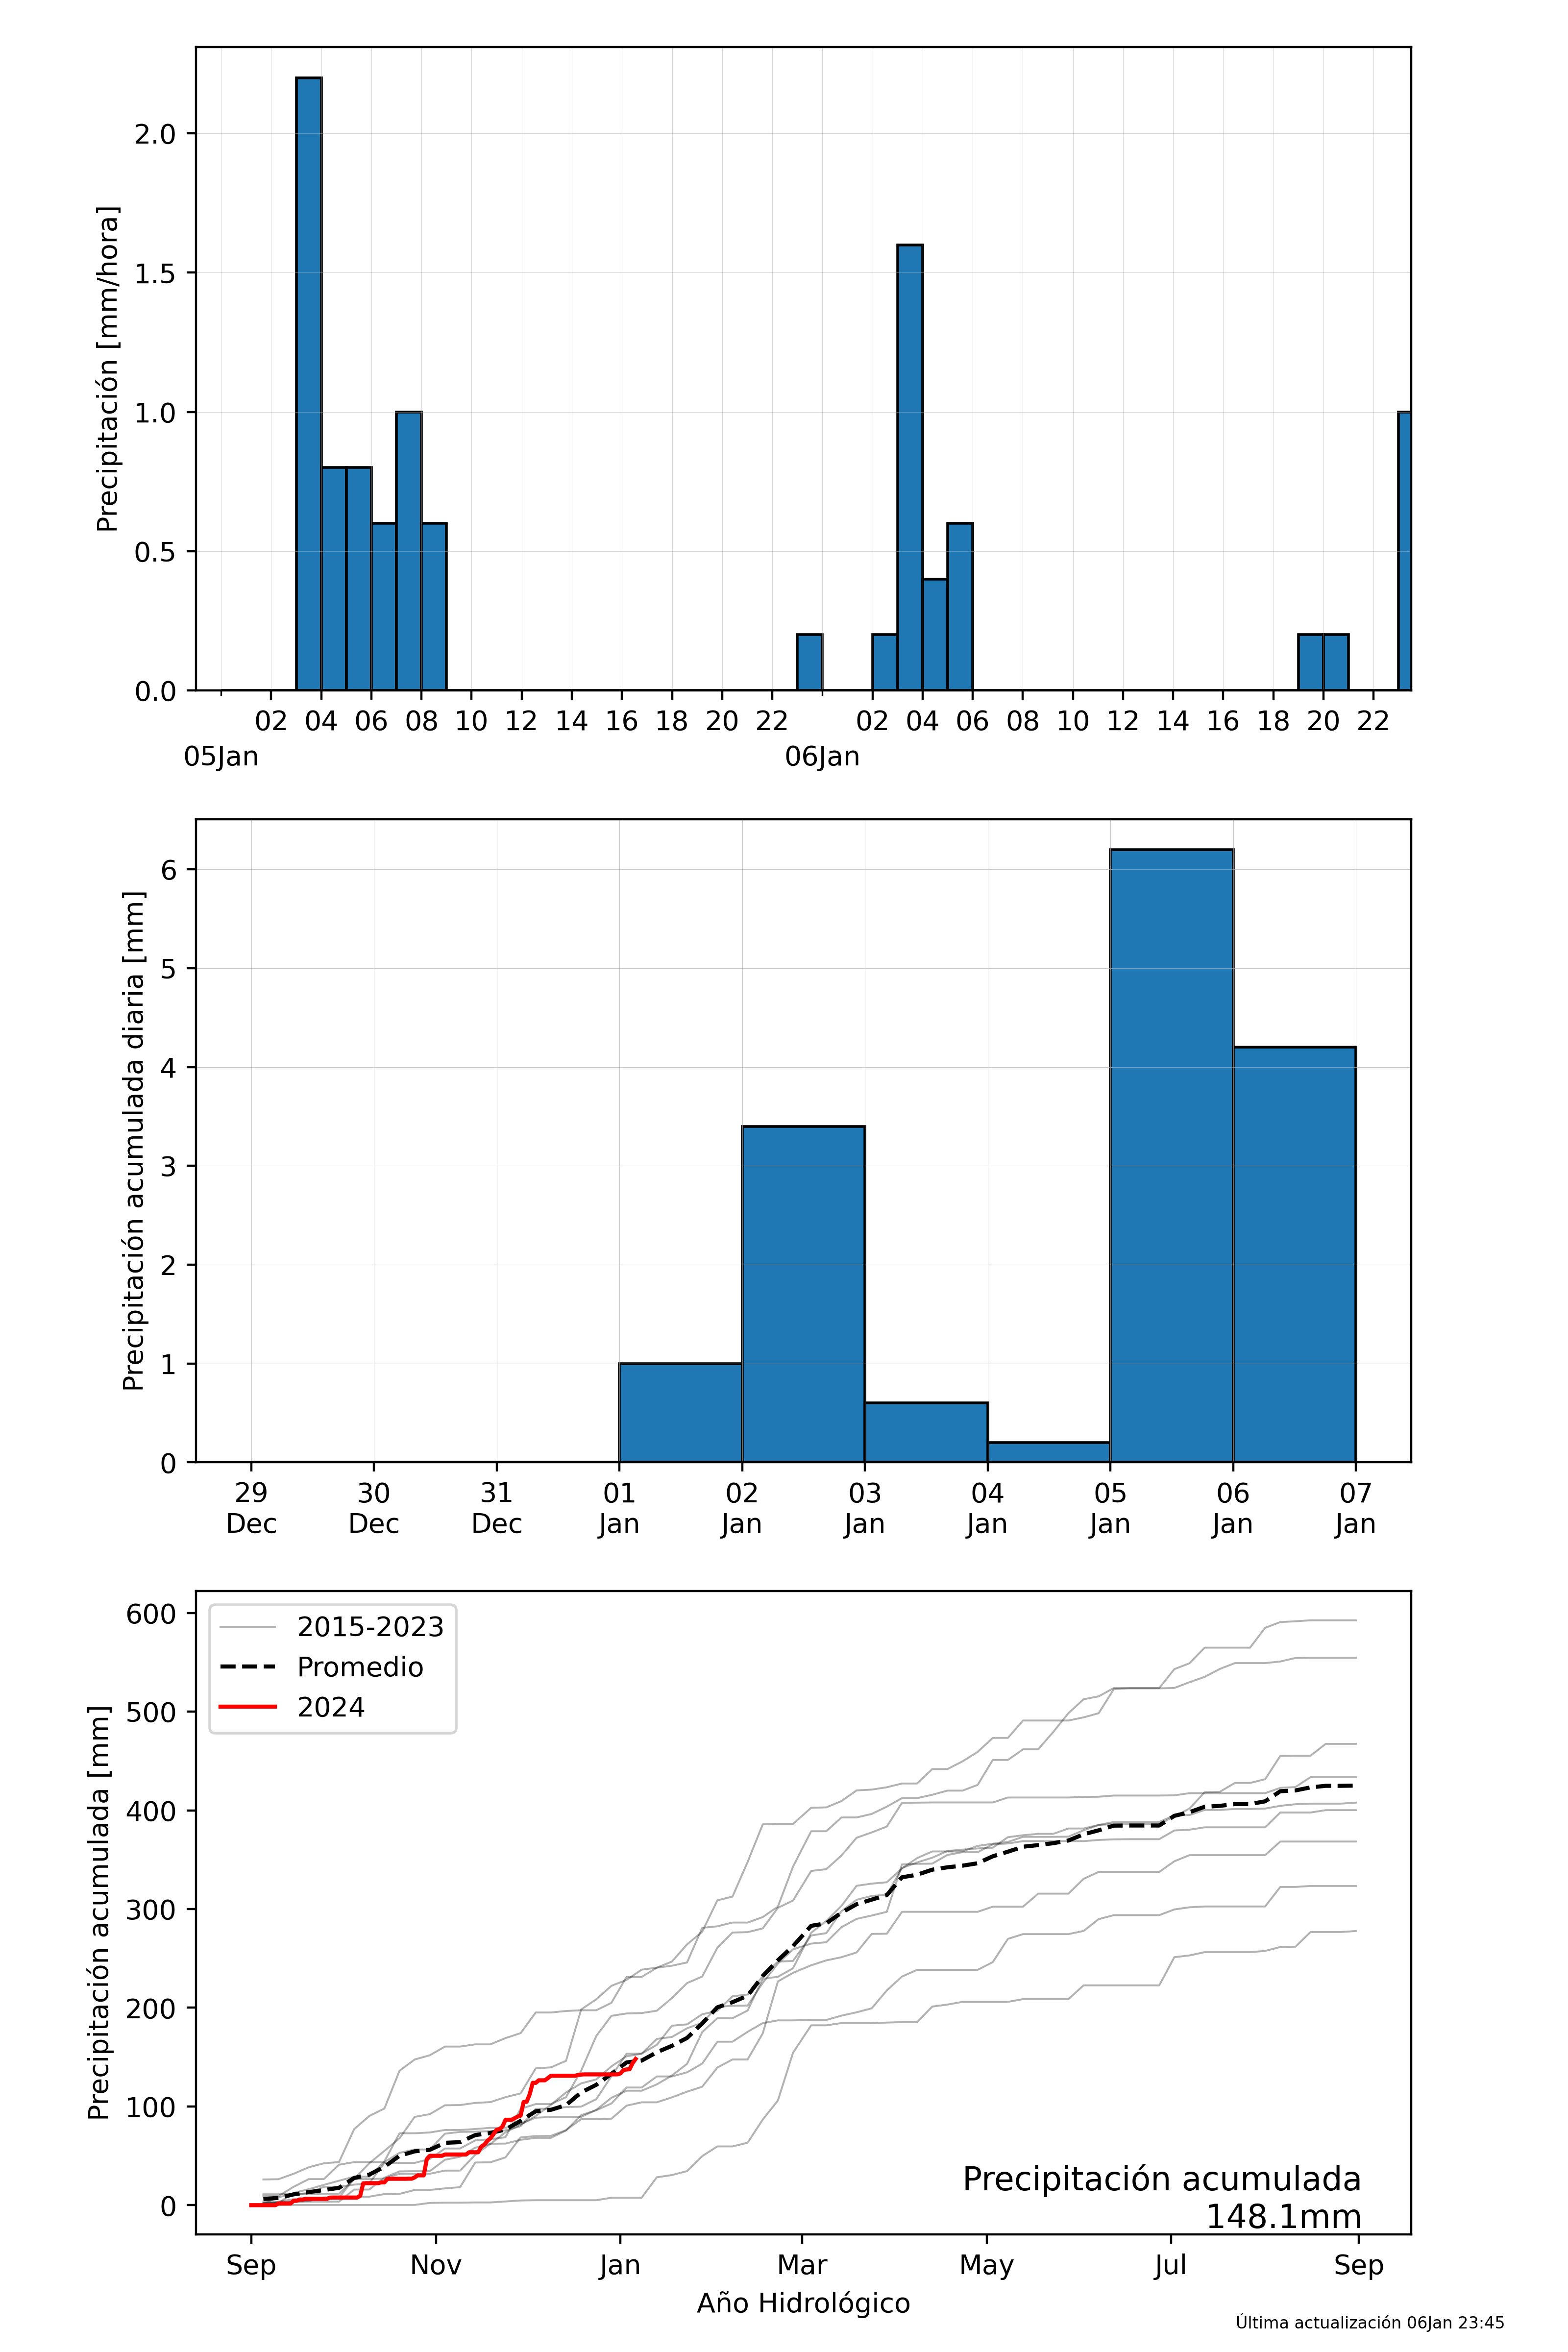 Precipitación [mm/hora]
2.0
1.5
1.0
0.5
0.0
02 04 06 08 10 12 14 16 18 20 22 02 04 06 08 10 12 14 16 18 20 22
05Jan 06Jan
Precipitación acumulada diaria [mm]
6
5
4
3
2
1
0
29 30 31 01 02 03 04 05 06 07
Dec Dec Dec Jan Jan Jan Jan Jan Jan Jan
Precipitación acumulada [mm]
600
500
400
300
200
100
0
2015-2023
Promedio
2024
Precipitación acumulada
148.1mm
Sep Nov Jan Mar May Jul Sep
Año Hidrológico
Última actualización 06Jan 23:45